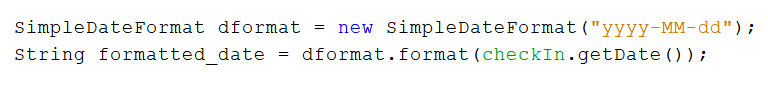 SimpleDateFormat dformat = new SimpleDateFormat("yyyy-MM-dd");
String formatted_date = dformat.format(checkIn.getDate());